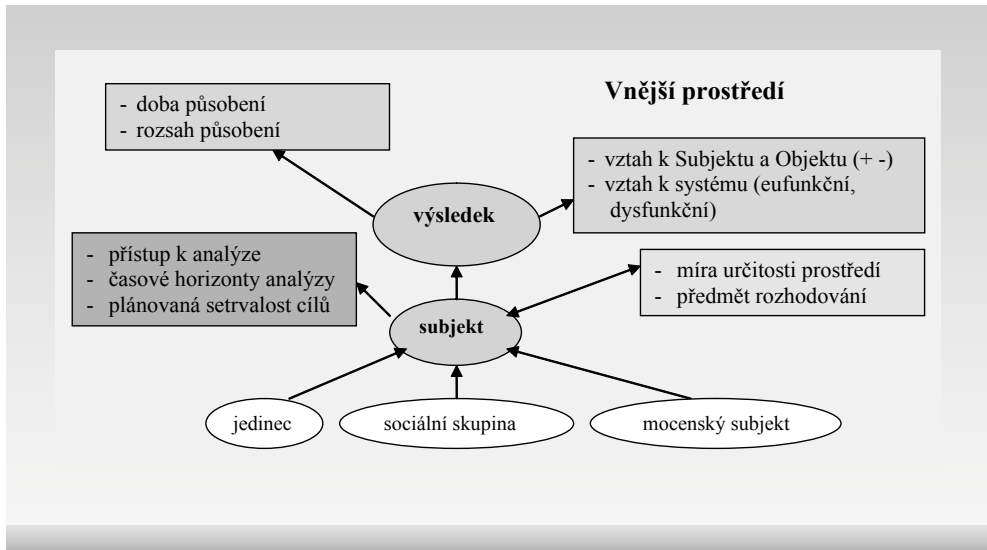 Vnější prostředí
- doba působení
- rozsah působení
- vztah k Subjektu a Objektu (+ -)
- vztah k systému (eufunkční,
dysfunkční)
výsledek
- přístup k analýze
- časové horizonty analýzy
- plánovaná setrvalost cílů
- míra určitosti prostředí
- předmět rozhodování
subjekt
jedinec
sociální skupina
mocenský subjekt